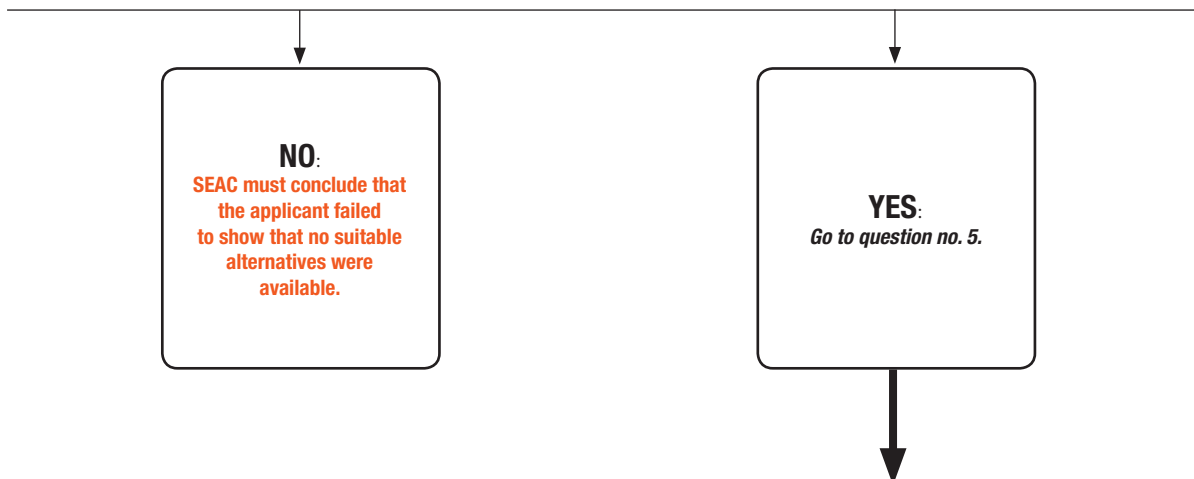 NO:
SEAC must conclude that
the applicant failed
to show that no suitable
alternatives were
available.
YES:
Go to question no. 5.